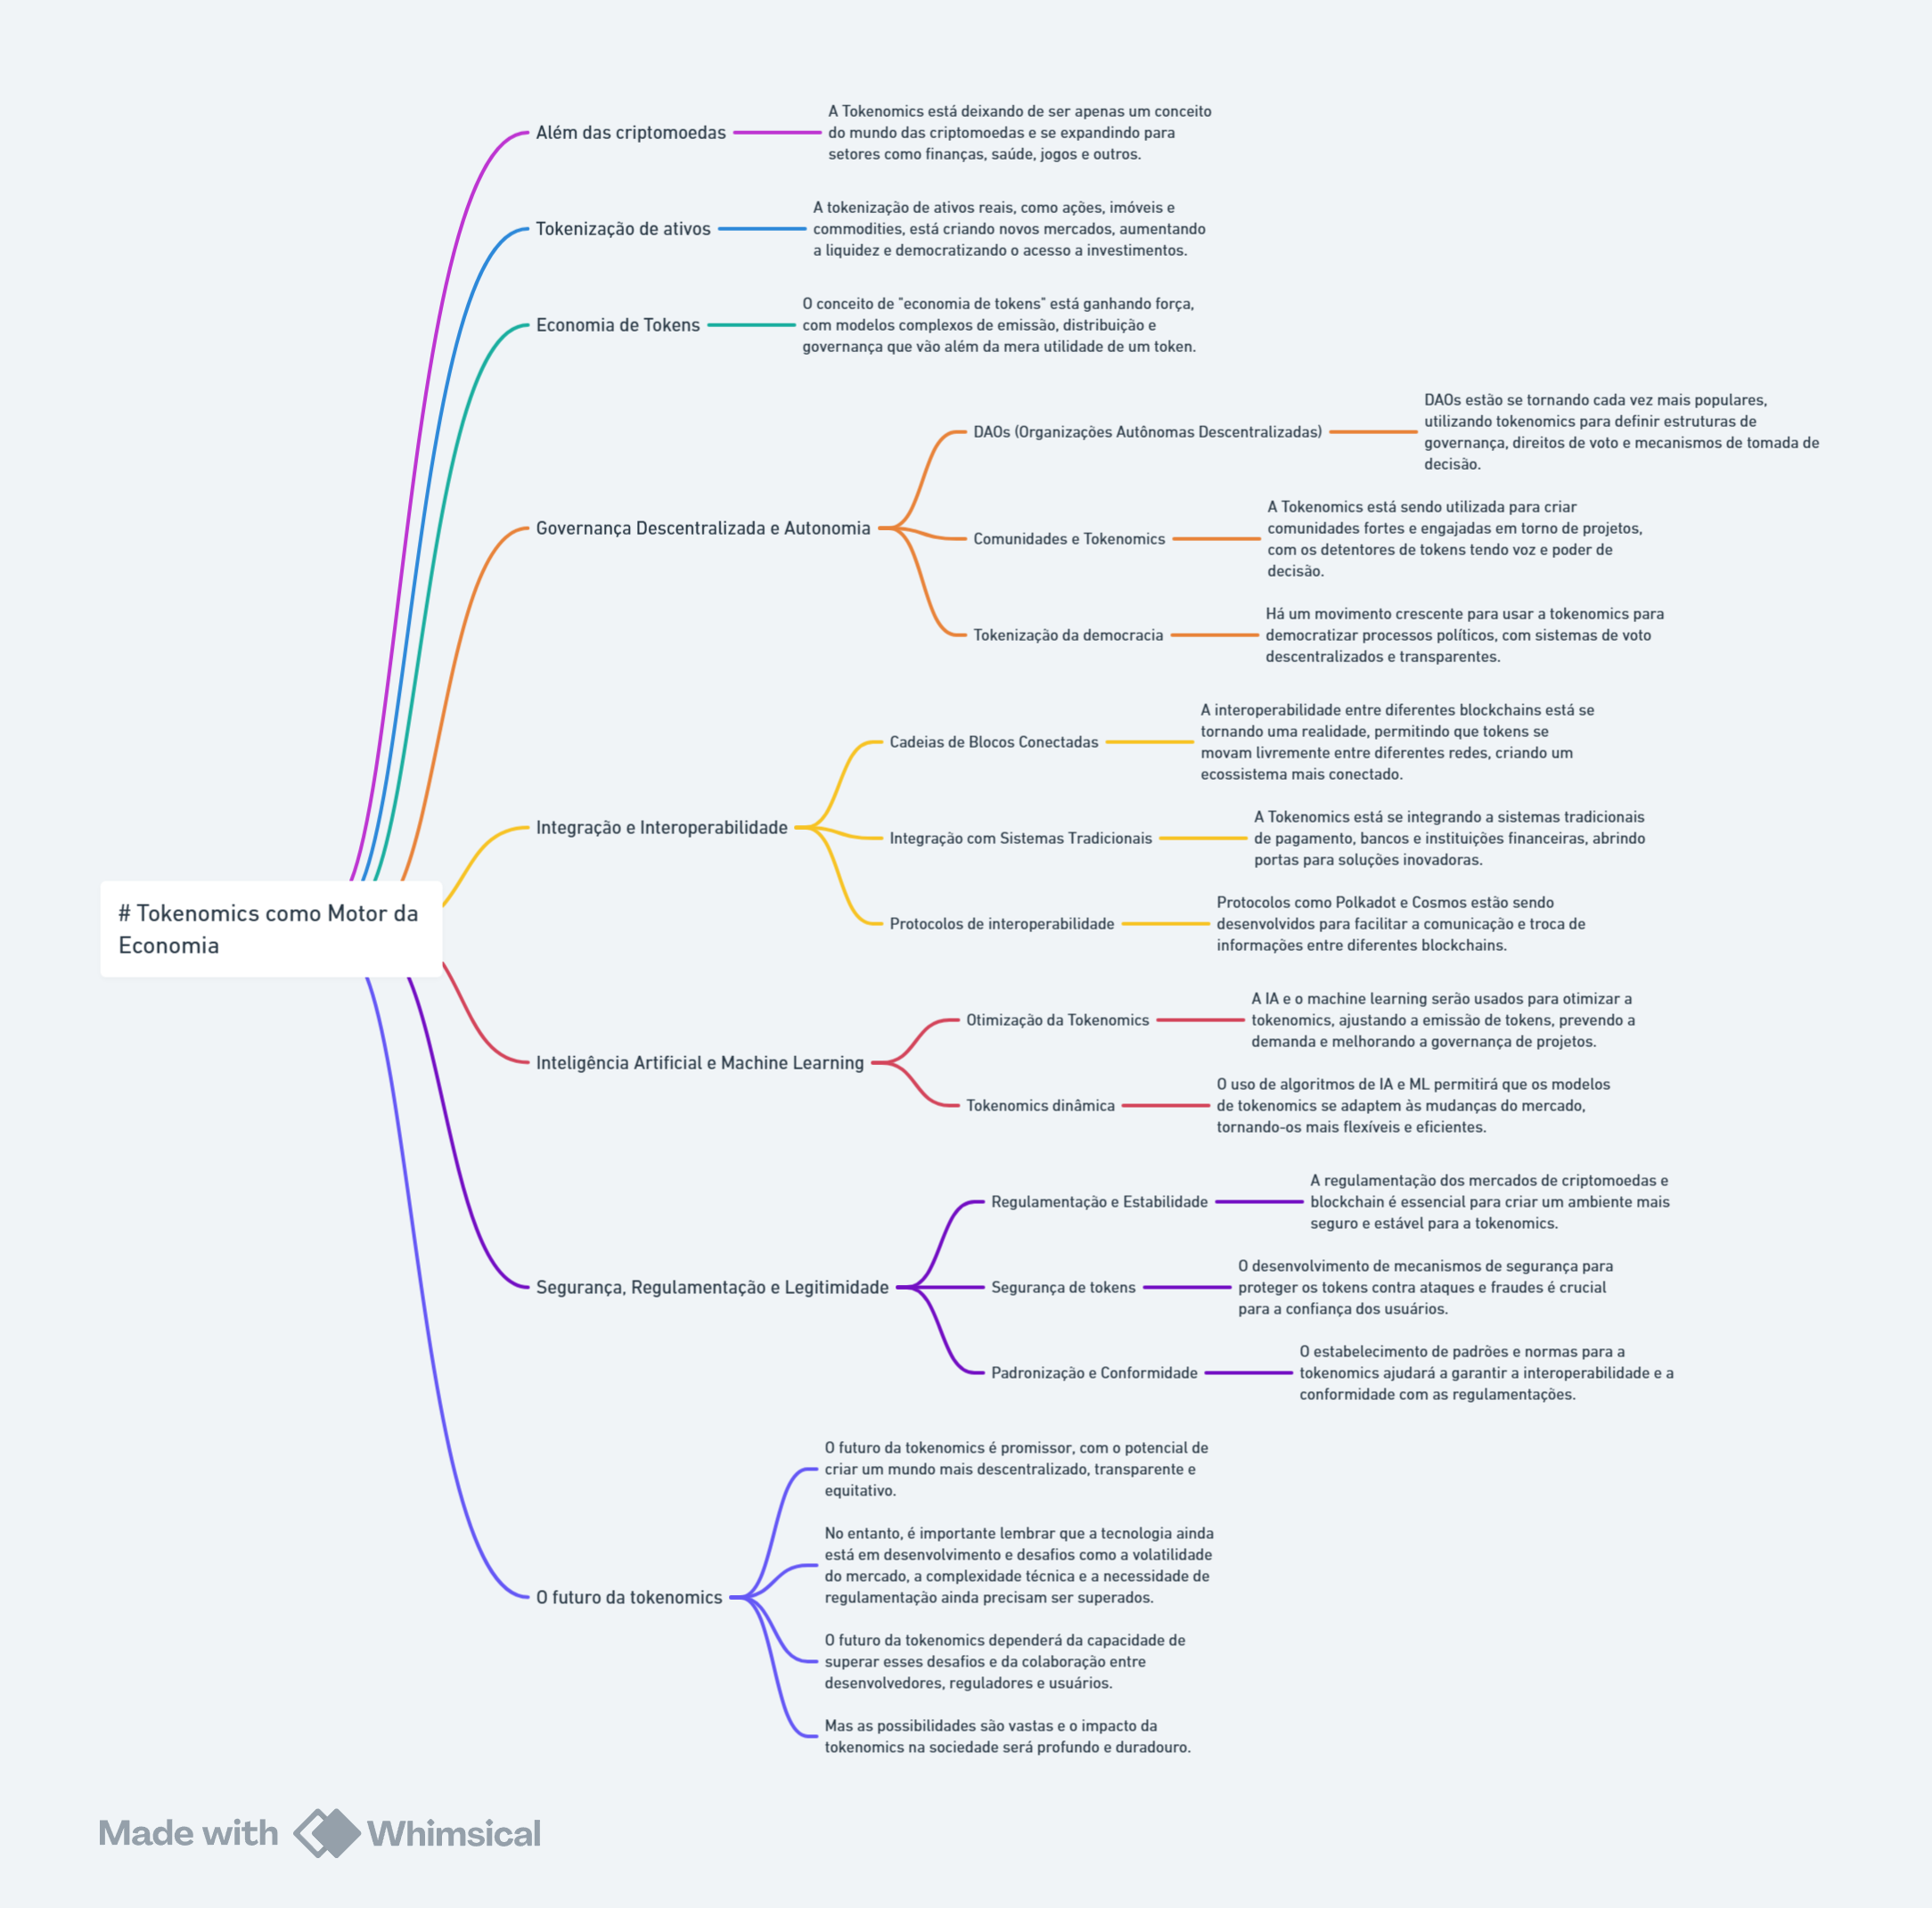 Além das criptomoedas
A Tokenomics está deixando de ser apenas um conceito
do mundo das criptomoedas e se expandindo para
setores como finanças, saúde, jogos e outros.
Tokenização de ativos
A tokenização de ativos reais, como ações, imóveis e
commodities, está criando novos mercados, aumentando
a liquidez e democratizando o acesso a investimentos.
Economia de Tokens
O conceito de "economia de tokens" está ganhando força,
com modelos complexos de emissão, distribuição e
governança que vão além da mera utilidade de um token.
Governança Descentralizada e Autonomia
DAOs (Organizações Autônomas Descentralizadas)
DAOs estão se tornando cada vez mais populares,
utilizando tokenomics para definir estruturas de
governança, direitos de voto e mecanismos de tomada de
decisão.
Comunidades e Tokenomics
A Tokenomics está sendo utilizada para criar
comunidades fortes e engajadas em torno de projetos,
com os detentores de tokens tendo voz e poder de
decisão.
Tokenização da democracia
Há um movimento crescente para usar a tokenomics para
democratizar processos políticos, com sistemas de voto
descentralizados e transparentes.
Integração e Interoperabilidade
Cadeias de Blocos Conectadas
A interoperabilidade entre diferentes blockchains está se
tornando uma realidade, permitindo que tokens se
movam livremente entre diferentes redes, criando um
ecossistema mais conectado.
Integração com Sistemas Tradicionais
A Tokenomics está se integrando a sistemas tradicionais
de pagamento, bancos e instituições financeiras, abrindo
portas para soluções inovadoras.
Protocolos de interoperabilidade
Protocolos como Polkadot e Cosmos estão sendo
desenvolvidos para facilitar a comunicação e troca de
informações entre diferentes blockchains.
# Tokenomics como Motor da
Economia
Inteligência Artificial e Machine Learning
Otimização da Tokenomics
A IA e o machine learning serão usados para otimizar a
tokenomics, ajustando a emissão de tokens, prevendo a
demanda e melhorando a governança de projetos.
Tokenomics dinâmica
O uso de algoritmos de IA e ML permitirá que os modelos
de tokenomics se adaptem às mudanças do mercado,
tornando-os mais flexíveis e eficientes.
Segurança, Regulamentação e Legitimidade
Regulamentação e Estabilidade
A regulamentação dos mercados de criptomoedas e
blockchain é essencial para criar um ambiente mais
seguro e estável para a tokenomics.
Segurança de tokens
O desenvolvimento de mecanismos de segurança para
proteger os tokens contra ataques e fraudes é crucial
para a confiança dos usuários.
Padronização e Conformidade
O estabelecimento de padrões e normas para a
tokenomics ajudará a garantir a interoperabilidade e a
conformidade com as regulamentações.
O futuro da tokenomics
O futuro da tokenomics é promissor, com o potencial de
criar um mundo mais descentralizado, transparente e
equitativo.
No entanto, é importante lembrar que a tecnologia ainda
está em desenvolvimento e desafios como a volatilidade
do mercado, a complexidade técnica e a necessidade de
regulamentação ainda precisam ser superados.
O futuro da tokenomics dependerá da capacidade de
superar esses desafios e da colaboração entre
desenvolvedores, reguladores e usuários.
Mas as possibilidades são vastas e o impacto da
tokenomics na sociedade será profundo e duradouro.
Made with Whimsical